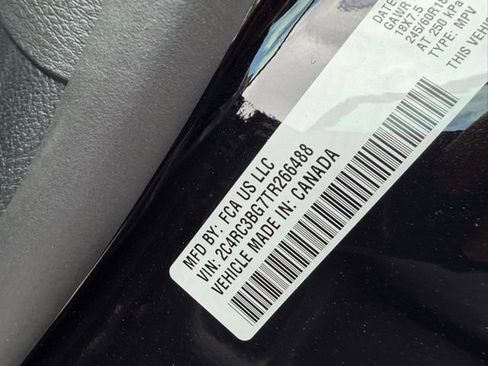 DATE
GAWR
18X7.5
245/60R18
AT 250 kPa
TYPE: MPV
THIS VEHICLE
MFD BY: FCA US LLC
VIN: 2C4RC3BG7TR266488
VEHICLE MADE IN: CANADA